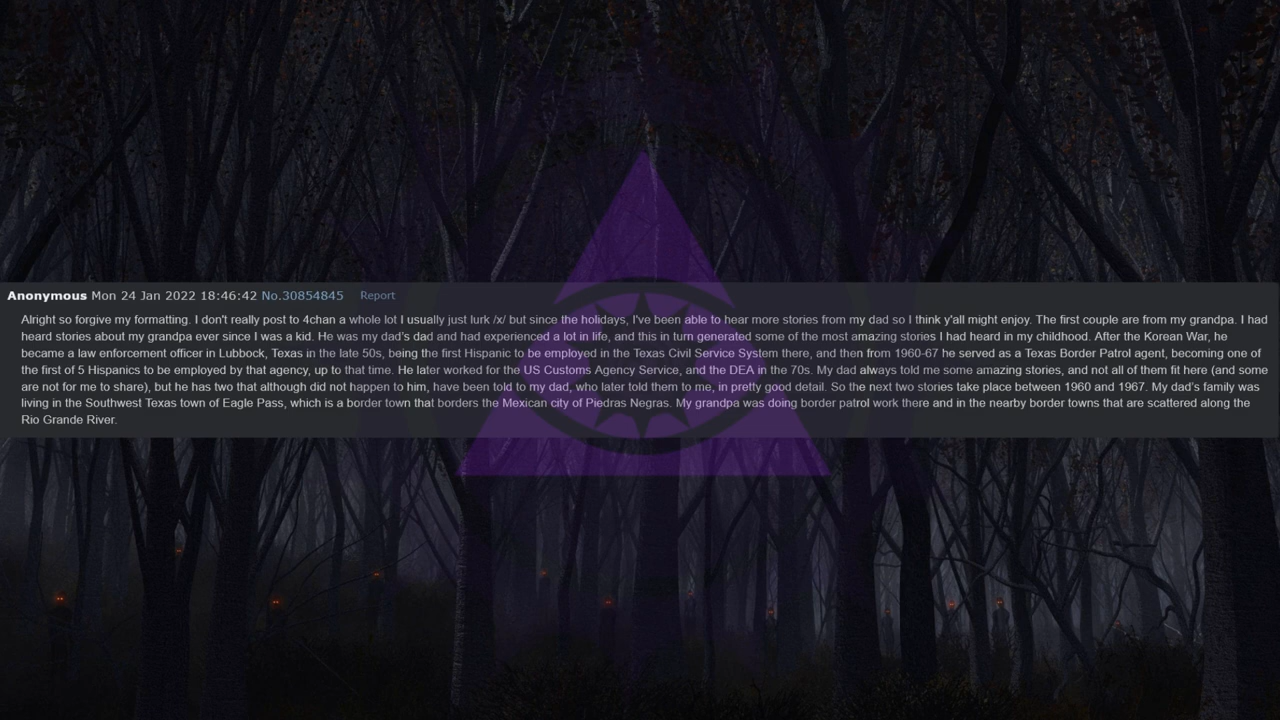 Anonymous Mon 24 Jan 2022 18:46:42 No.30854845 Report
Alright so forgive my formatting. I don't really post to 4chan a whole lot I usually just lurk /x/ but since the holidays, I've been able to hear more stories from my dad so I think y'all might enjoy. The first couple are from my grandpa. I had
heard stories about my grandpa ever since I was a kid. He was my dad's dad and had experienced a lot in life, and this in turn generated some of the most amazing stories I had heard in my childhood. After the Korean War, he
became a law enforcement officer in Lubbock, Texas in the late 50s, being the first Hispanic to be employed in the Texas Civil Service System there, and then from 1960-67 he served as a Texas Border Patrol agent, becoming one of
the first of 5 Hispanics to be employed by that agency, up to that time. He later worked for the US Customs Agency Service, and the DEA in the 70s. My dad always told me some amazing stories, and not all of them fit here (and some
are not for me to share), but he has two that although did not happen to him, have been told to my dad, who later told them to me, in pretty good detail. So the next two stories take place between 1960 and 1967. My dad's family was
living in the Southwest Texas town of Eagle Pass, which is a border town that borders the Mexican city of Piedras Negras. My grandpa was doing border patrol work there and in the nearby border towns that are scattered along the
Rio Grande River.